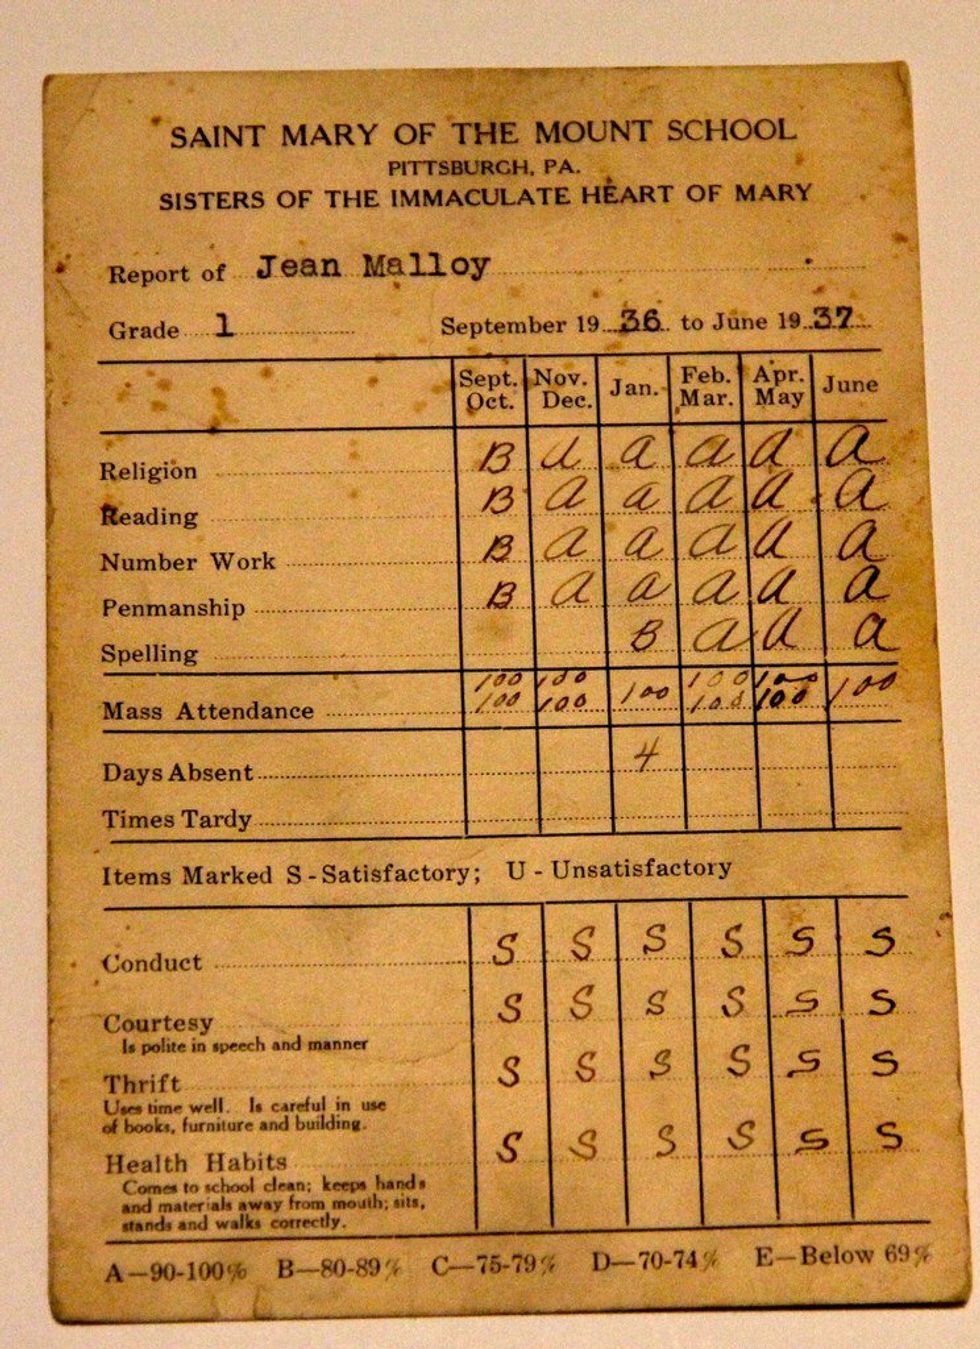 SAINT MARY OF THE MOUNT SCHOOL
PITTSBURGH, PA.
SISTERS OF THE IMMACULATE HEART OF MARY
Report of Jean Malloy
Grade 1 September 1936 to June 1937
Sept. Oct. Nov. Dec. Jan. Feb. Mar. Apr. May June
Religion B a a a a a
Reading B a a a a a
Number Work B a a a a a
Penmanship B a a a a a
Spelling B a a a
100 100 100 100
Mass Attendance 100 100 100 100 100 100
Days Absent 4
Times Tardy
Items Marked S - Satisfactory; U - Unsatisfactory
Conduct S S S S S S
Courtesy S S S S S S
Is polite in speech and manner
Thrift S S S S S S
Uses time well. Is careful in use
of books, furniture and building.
Health Habits S S S S S S
Comes to school clean; keeps hands
and materials away from mouth; sits,
stands and walks correctly.
A—90-100% B—80-89% C—75-79% D—70-74% E—Below 69%